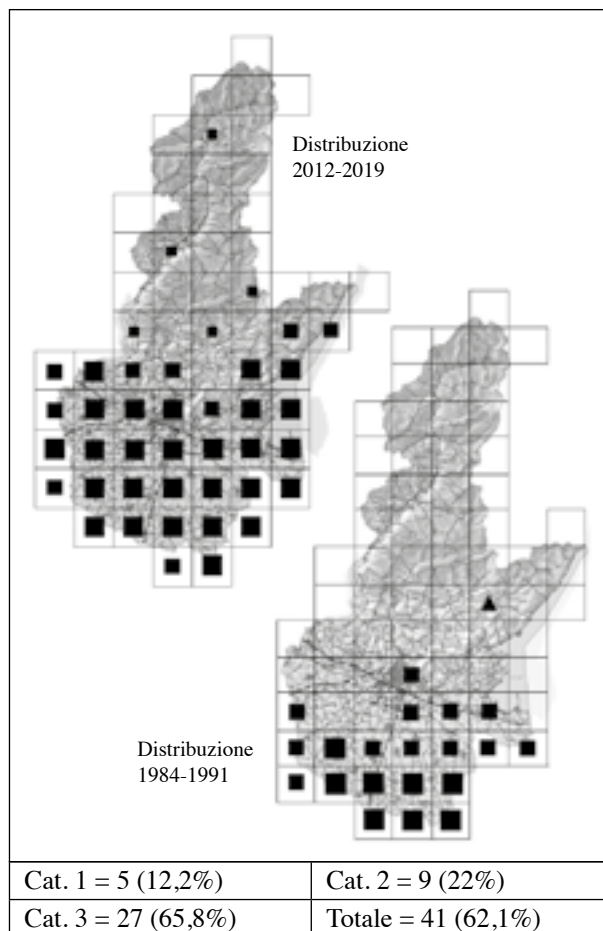 Distribuzione
2012-2019
Distribuzione
1984-1991
Cat. 1 = 5 (12,2%)
Cat. 2 = 9 (22%)
Cat. 3 = 27 (65,8%)
Totale = 41 (62,1%)